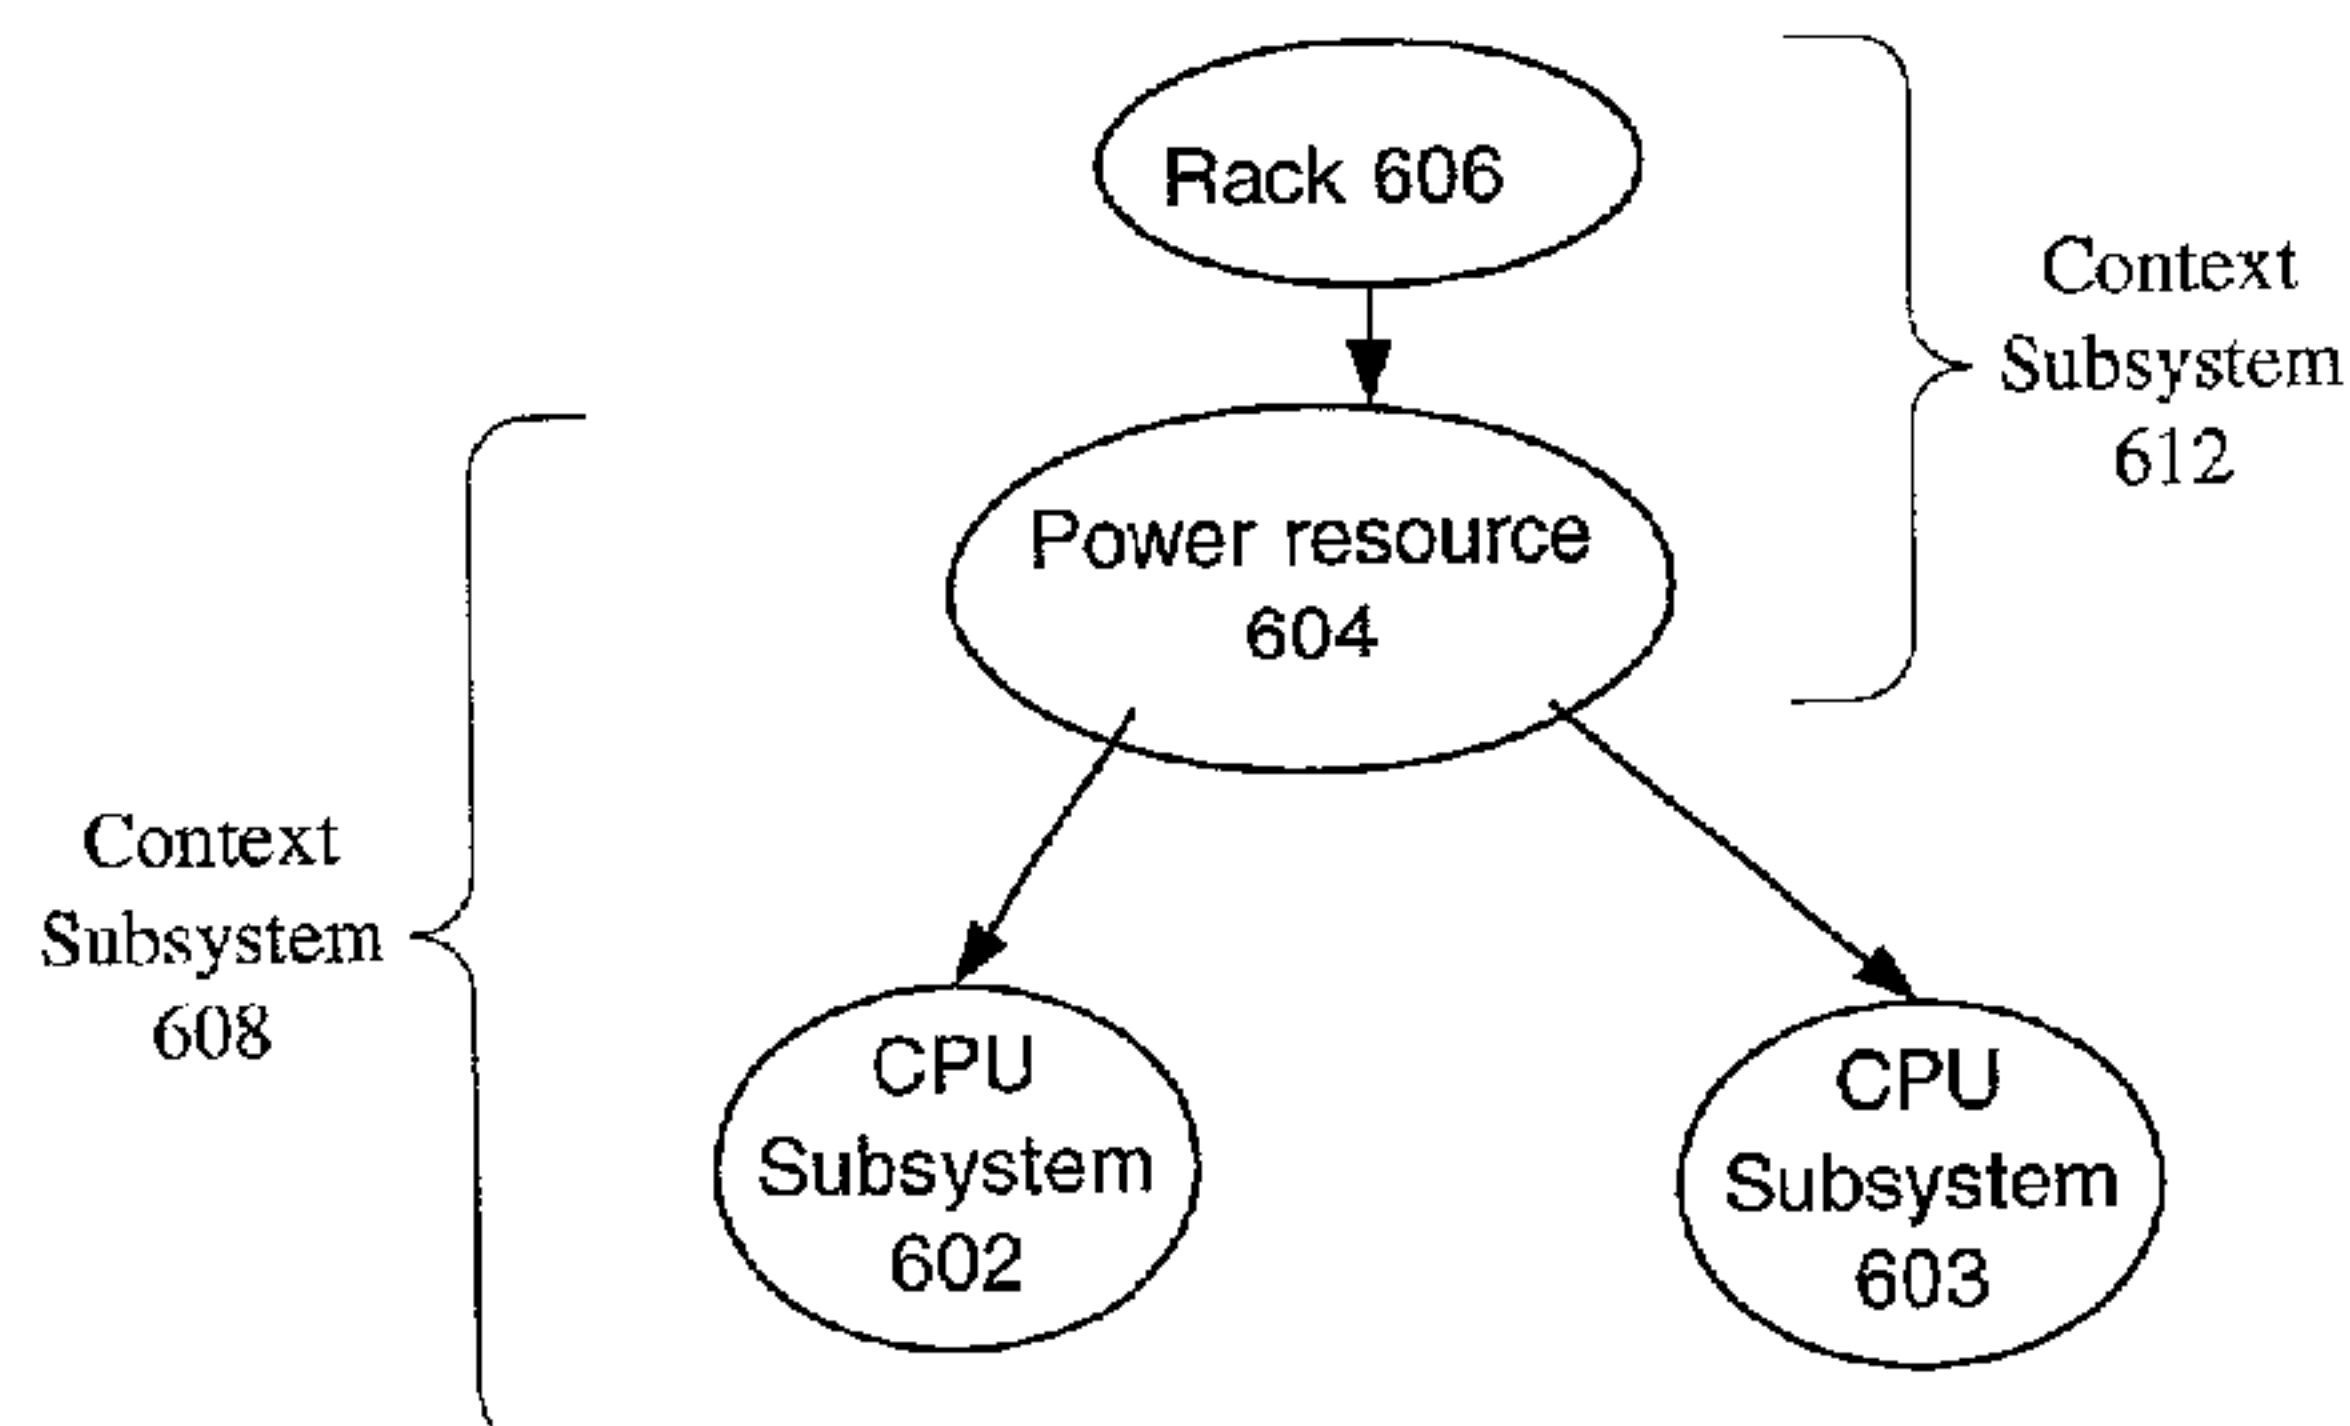 Rack 606
Context
Subsystem
612
Power resource
604
Context
Subsystem
608
CPU
Subsystem
602
CPU
Subsystem
603